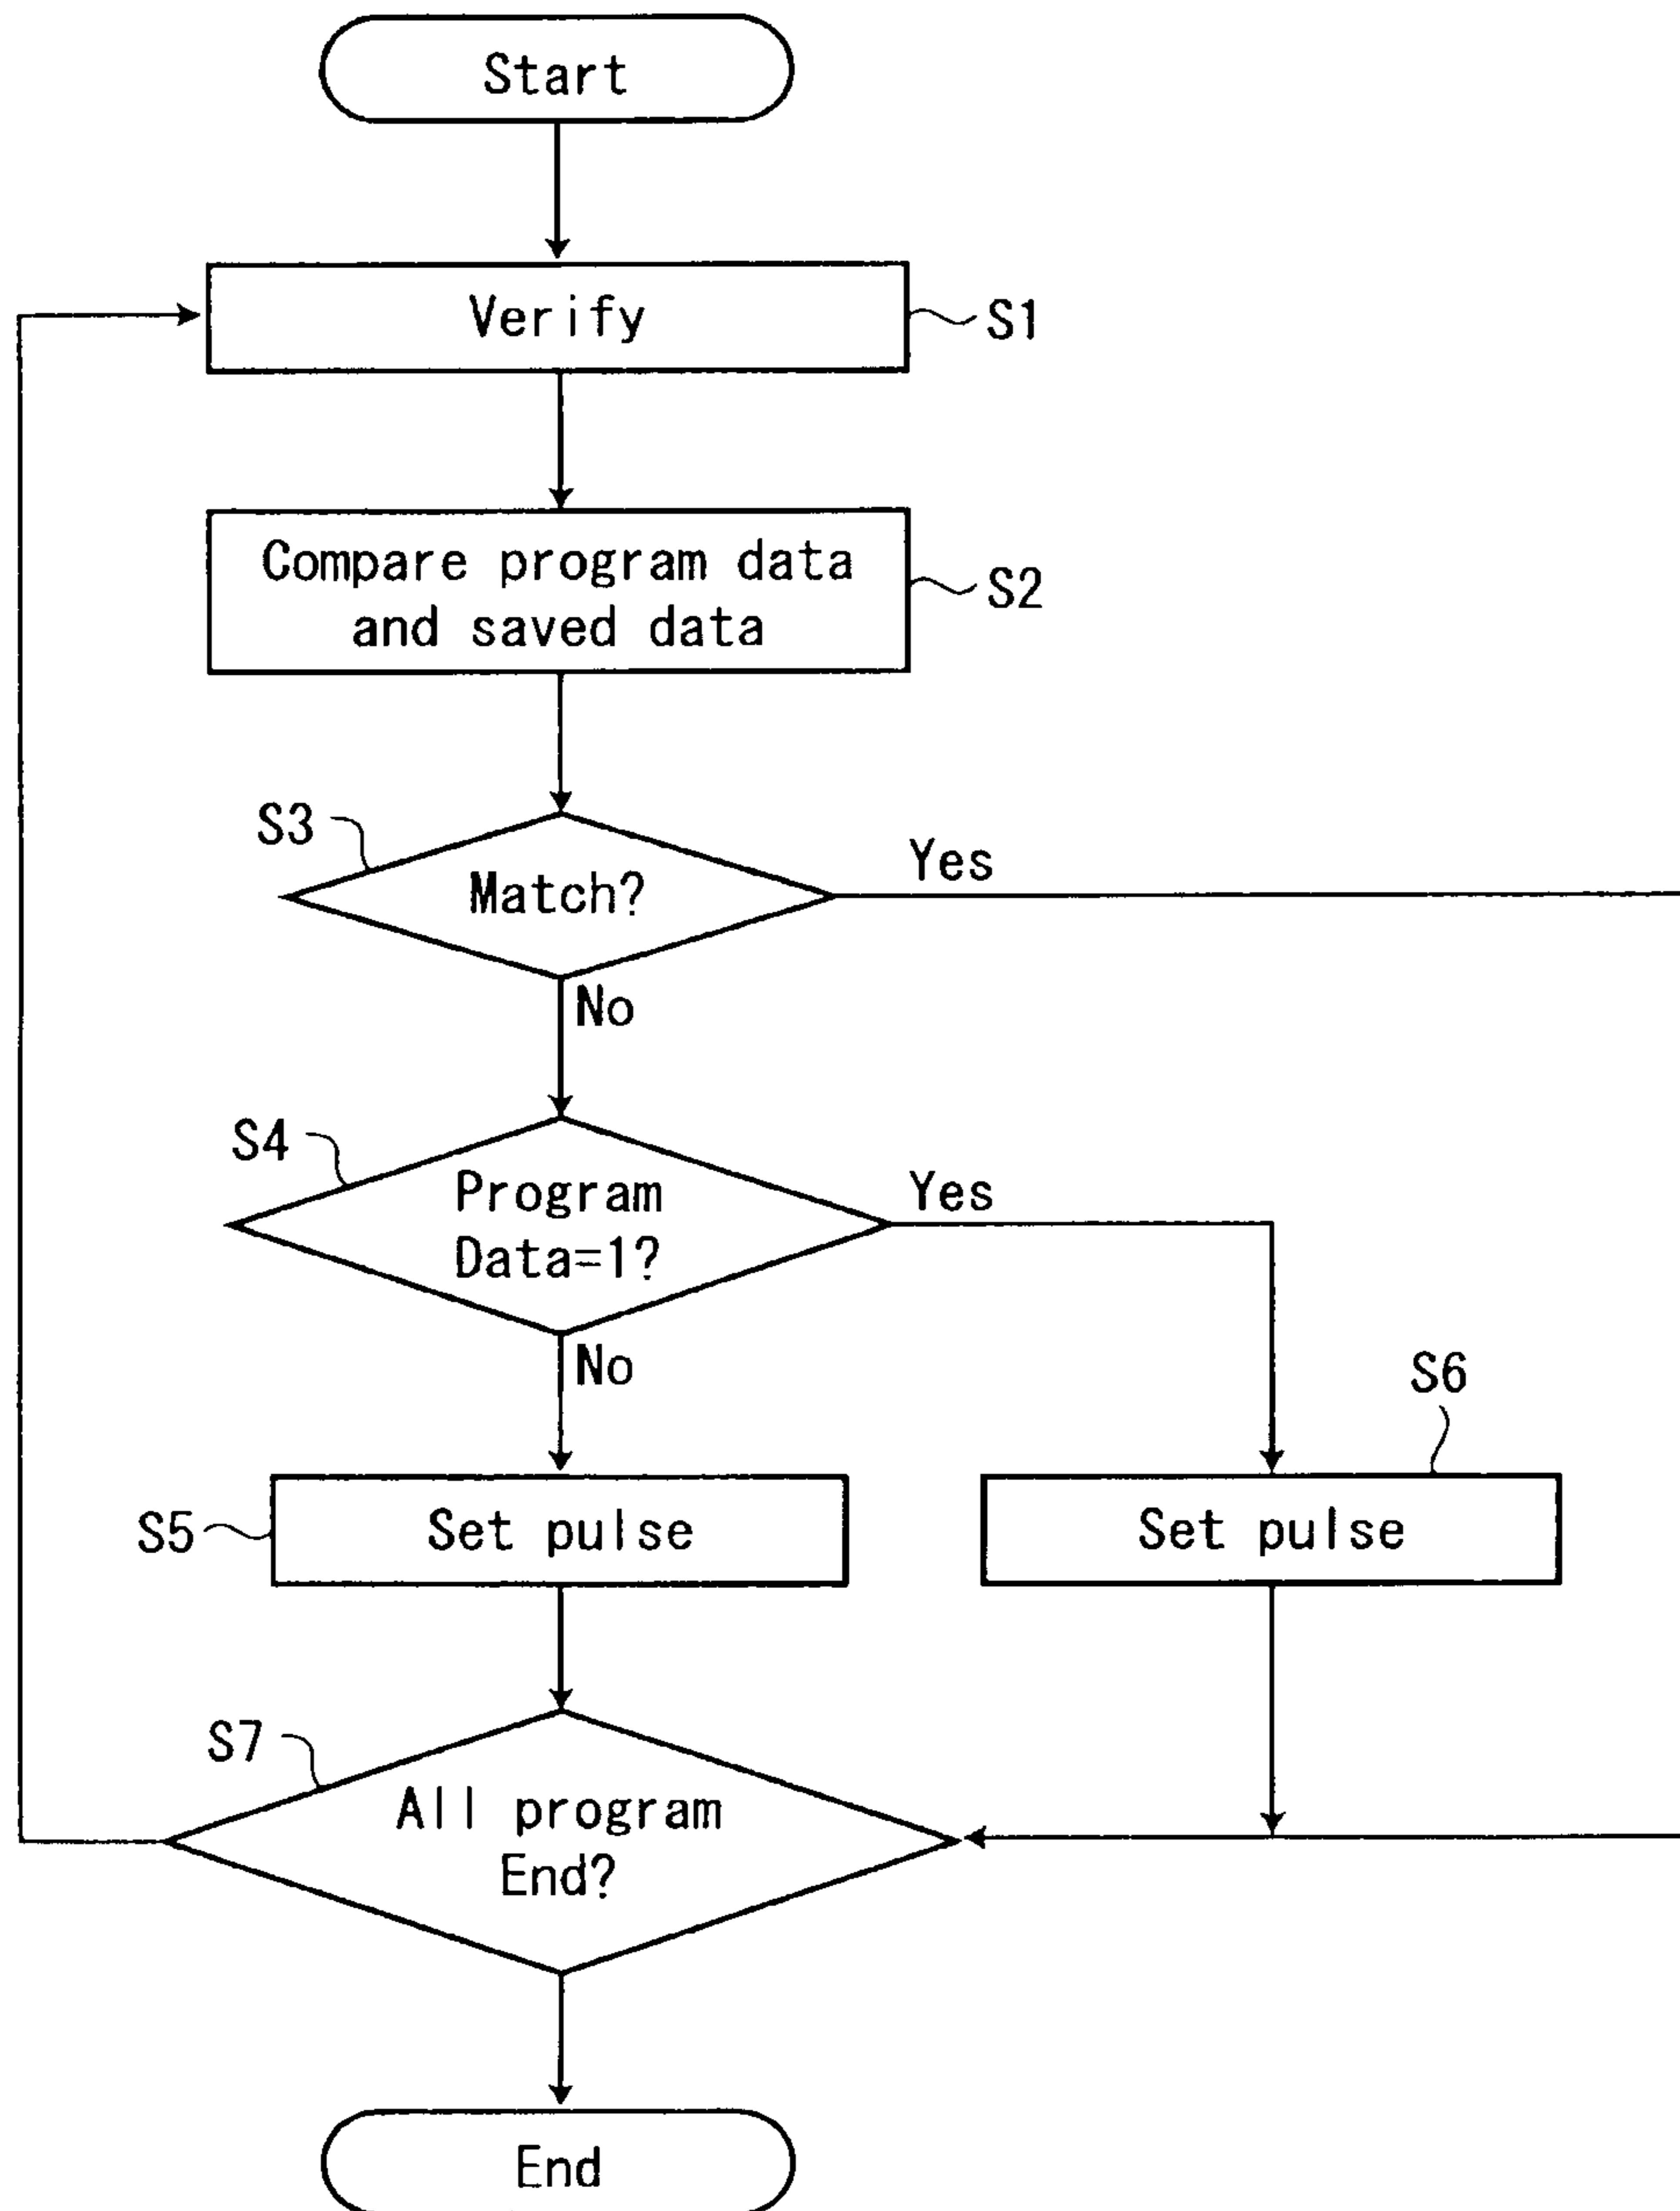 Start
Verify
S1
Compare program data
and saved data
S2
S3
Match?
Yes
No
S4
Program
Data=1?
Yes
No
S5
Set pulse
S6
Set pulse
S7
All program
End?
End